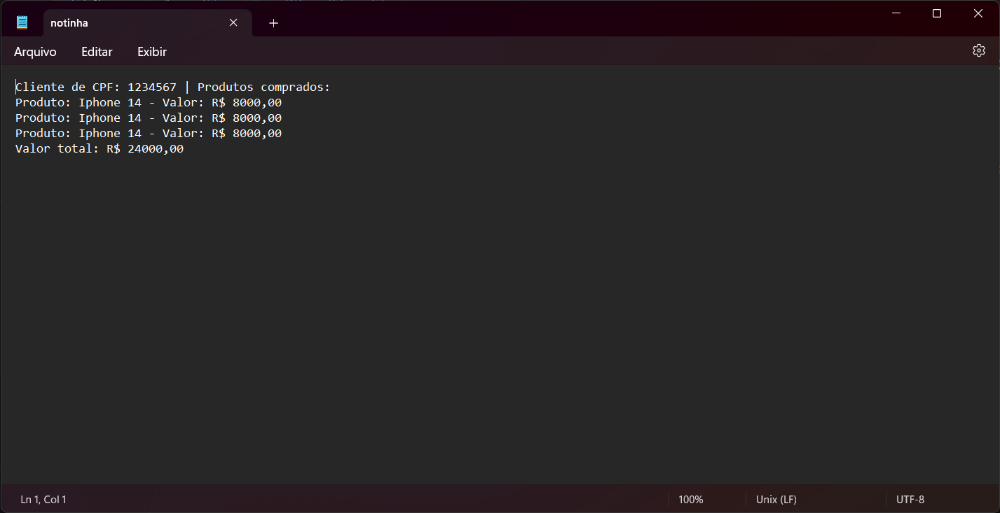 notinha
Arquivo Editar Exibir
Cliente de CPF: 1234567 | Produtos comprados:
Produto: Iphone 14 - Valor: R$ 8000,00
Produto: Iphone 14 - Valor: R$ 8000,00
Produto: Iphone 14 - Valor: R$ 8000,00
Valor total: R$ 24000,00
Ln 1, Col 1 100% Unix (LF) UTF-8